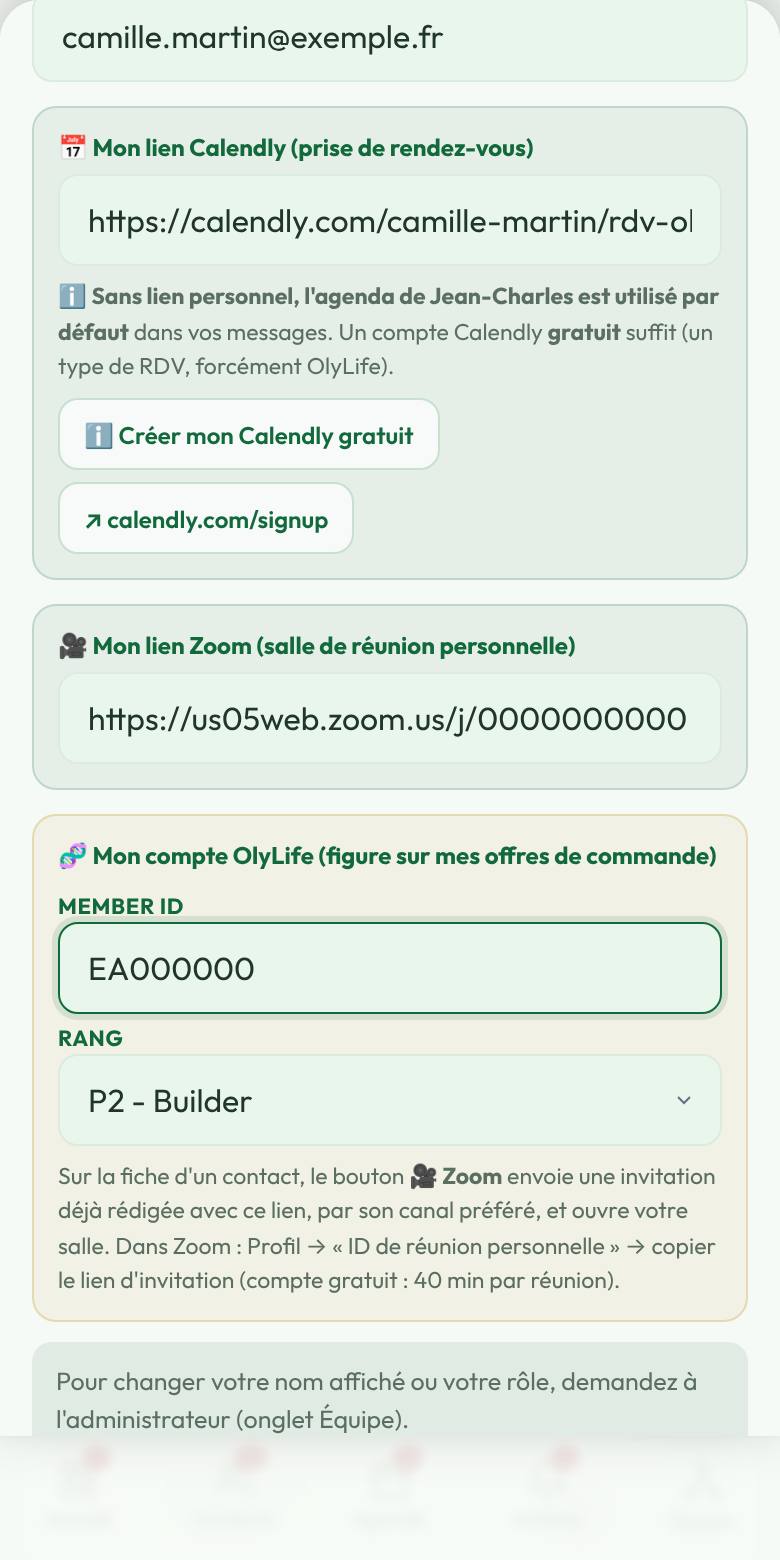 camille.martin@exemple.fr
📅 Mon lien Calendly (prise de rendez-vous)
https://calendly.com/camille-martin/rdv-ol
ℹ️ Sans lien personnel, l'agenda de Jean-Charles est utilisé par
défaut dans vos messages. Un compte Calendly gratuit suffit (un
type de RDV, forcément OlyLife).
ℹ️ Créer mon Calendly gratuit
↗ calendly.com/signup
🎥 Mon lien Zoom (salle de réunion personnelle)
https://us05web.zoom.us/j/0000000000
🧬 Mon compte OlyLife (figure sur mes offres de commande)
MEMBER ID
EA000000
RANG
P2 - Builder
Sur la fiche d'un contact, le bouton 🎥 Zoom envoie une invitation
déjà rédigée avec ce lien, par son canal préféré, et ouvre votre
salle. Dans Zoom : Profil → « ID de réunion personnelle » → copier
le lien d'invitation (compte gratuit : 40 min par réunion).
Pour changer votre nom affiché ou votre rôle, demandez à
l'administrateur (onglet Équipe).